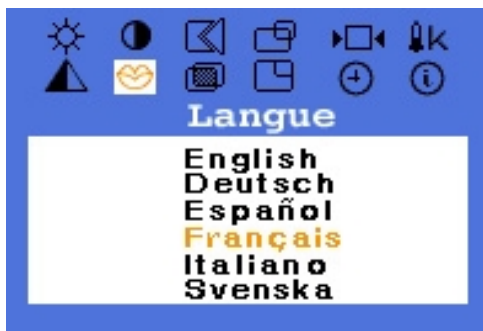 K
Langue
English
Deutsch
Español
Français
Italiano
Svenska